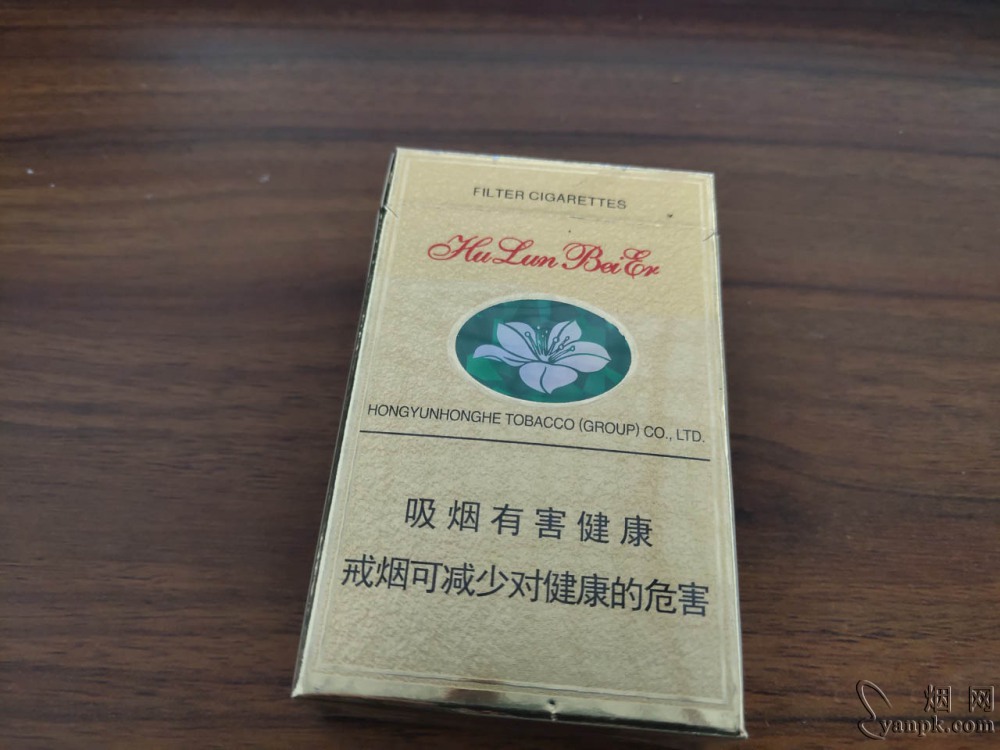 FILTER CIGARETTES
Hu Lun Bei Er
HONGYUNHONGHE TOBACCO (GROUP) CO., LTD.
吸烟有害健康
戒烟可减少对健康的危害
烟网
yanpk.com